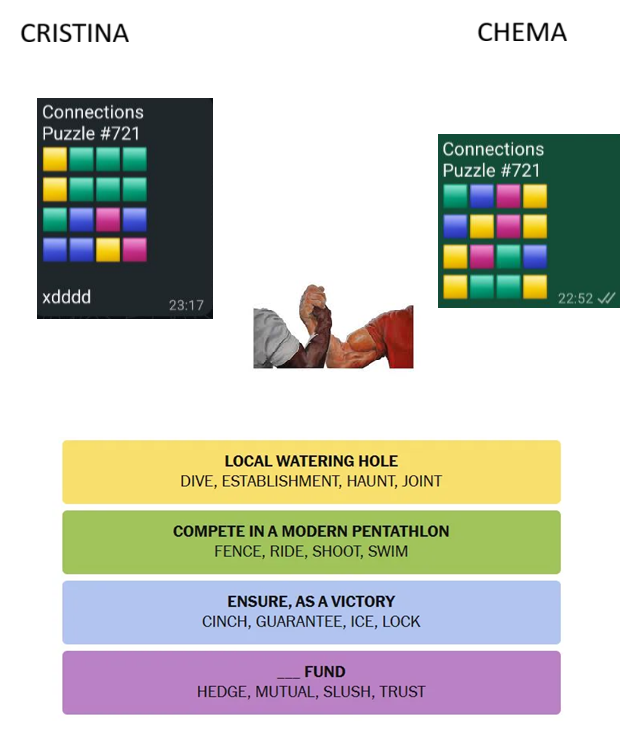 CRISTINA
CHEMA
Connections
Puzzle #721
xdddd
23:17
Connections
Puzzle #721
22:52
LOCAL WATERING HOLE
DIVE, ESTABLISHMENT, HAUNT, JOINT
COMPETE IN A MODERN PENTATHLON
FENCE, RIDE, SHOOT, SWIM
ENSURE, AS A VICTORY
CINCH, GUARANTEE, ICE, LOCK
___ FUND
HEDGE, MUTUAL, SLUSH, TRUST